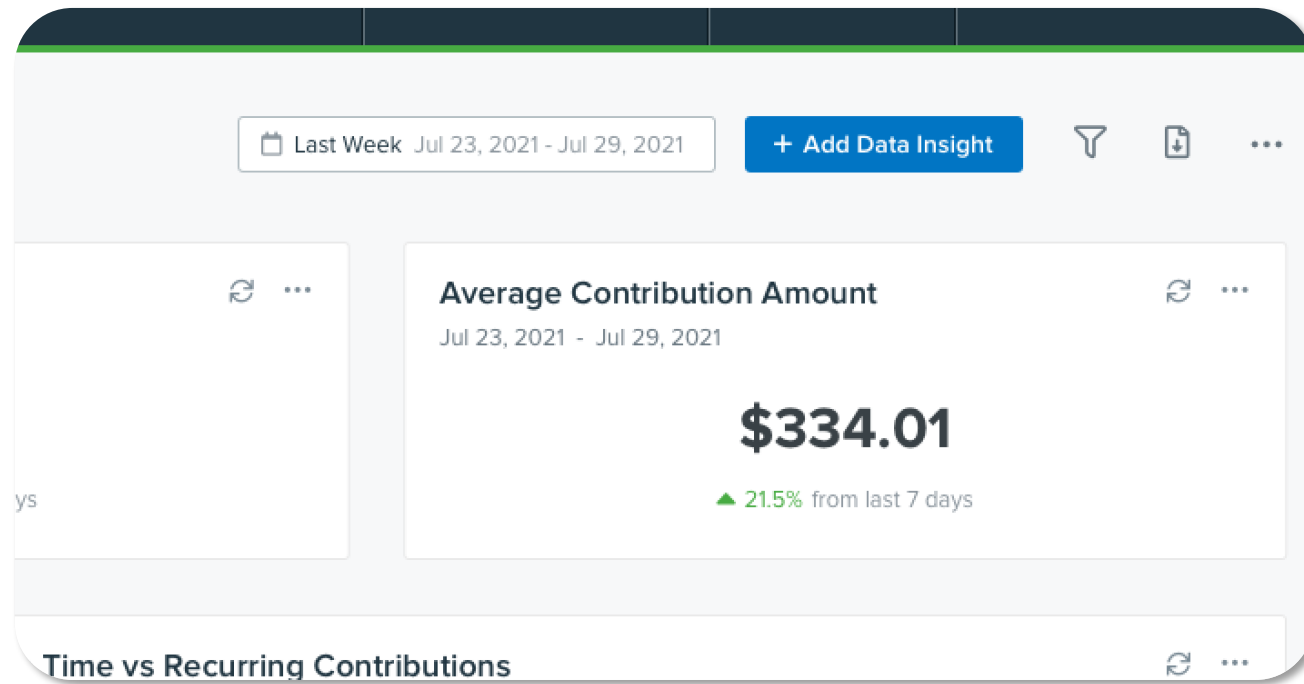 Last Week Jul 23, 2021 - Jul 29, 2021
+ Add Data Insight
Average Contribution Amount
Jul 23, 2021 - Jul 29, 2021
$334.01
21.5% from last 7 days
ys
Time vs Recurring Contributions